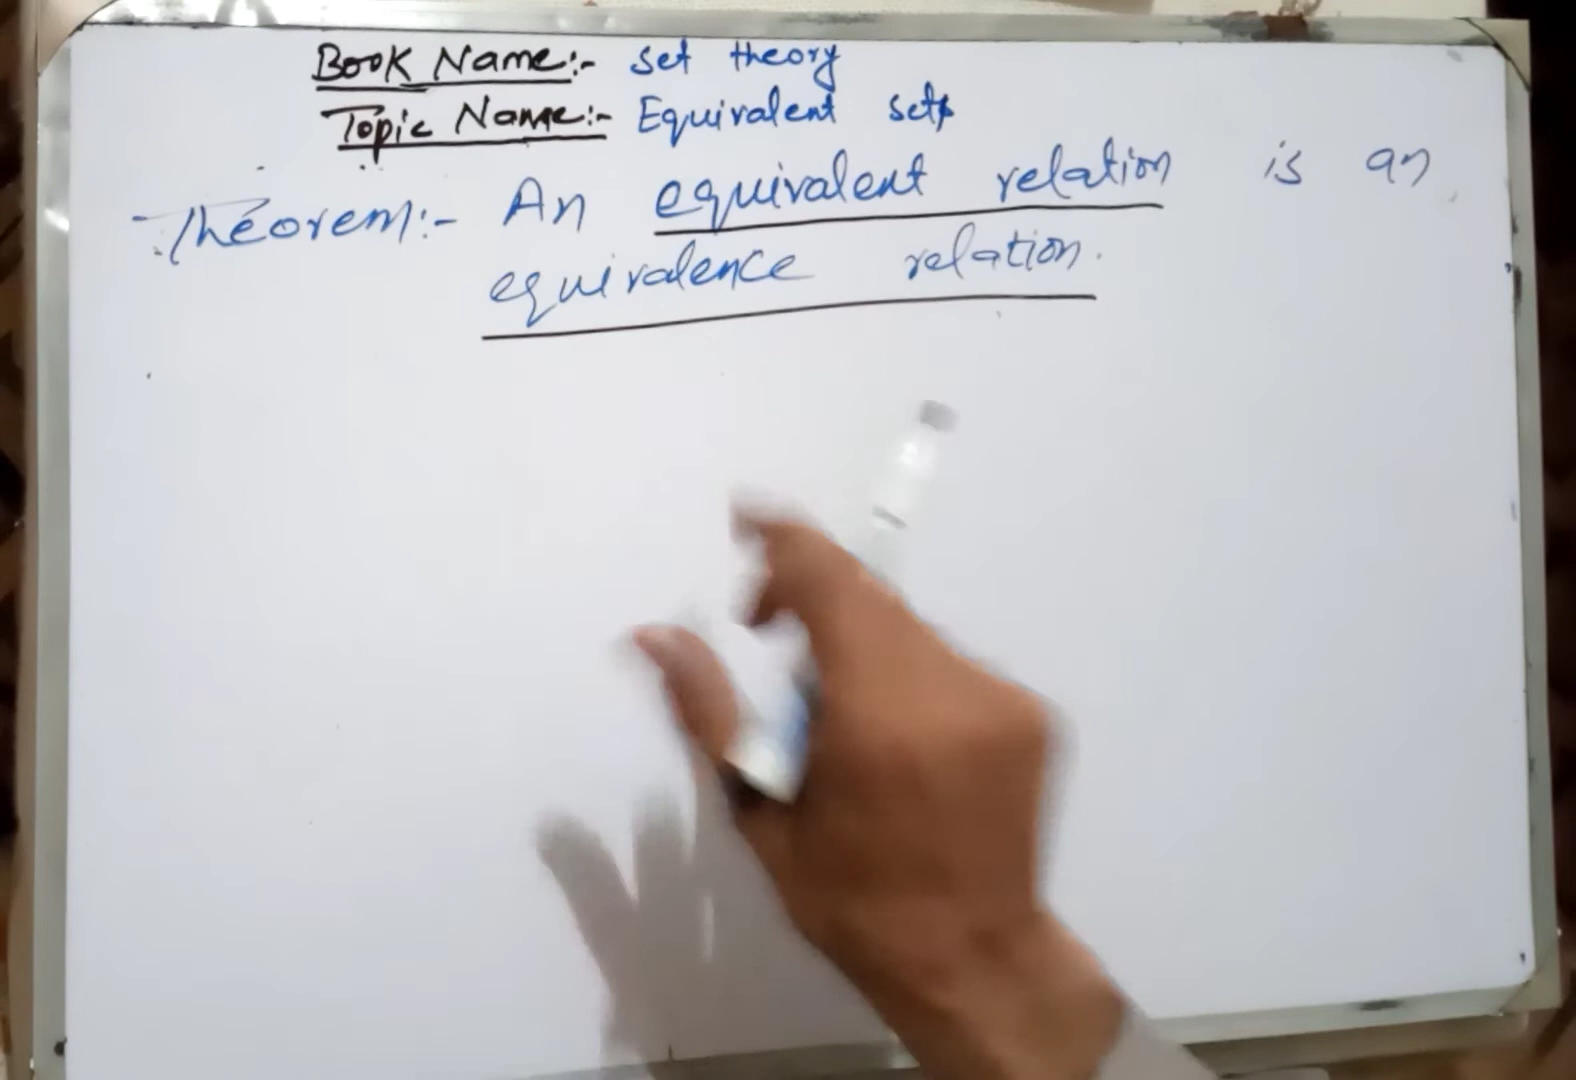 Book Name:- Set theory
Topic Name:- Equivalent sets
Theorem:- An equivalent relation is an
equivalence relation.